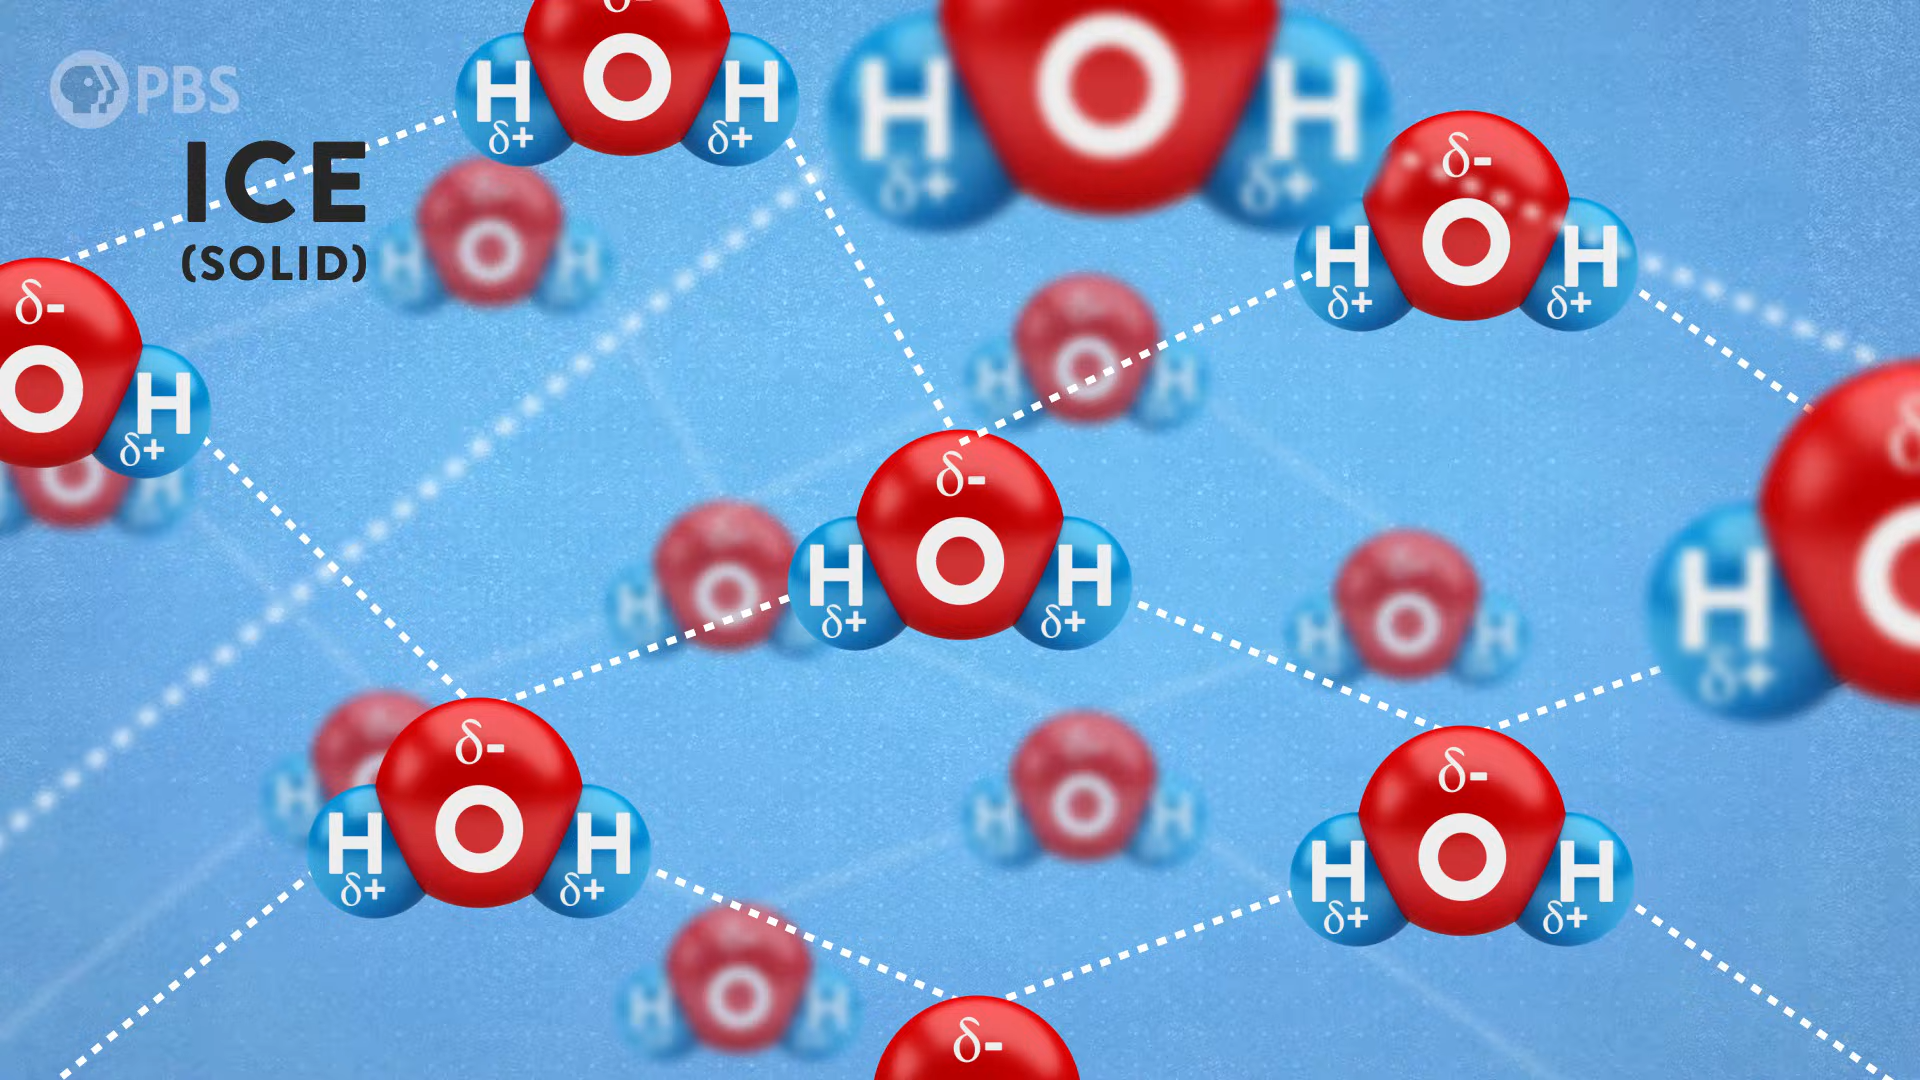 PBS
ICE
(SOLID)
δ-
H O H
δ+ δ+
H O H
δ+ δ+
δ-
H O H
δ+ δ+
H O H
δ-
O H
δ+
O H
H O H
δ-
H O H
δ+ δ+
H O
δ-
H O
δ+
H O H
H
δ-
H O H
δ+ δ+
H O H
δ-
H O H
δ+ δ+
H O H
δ-